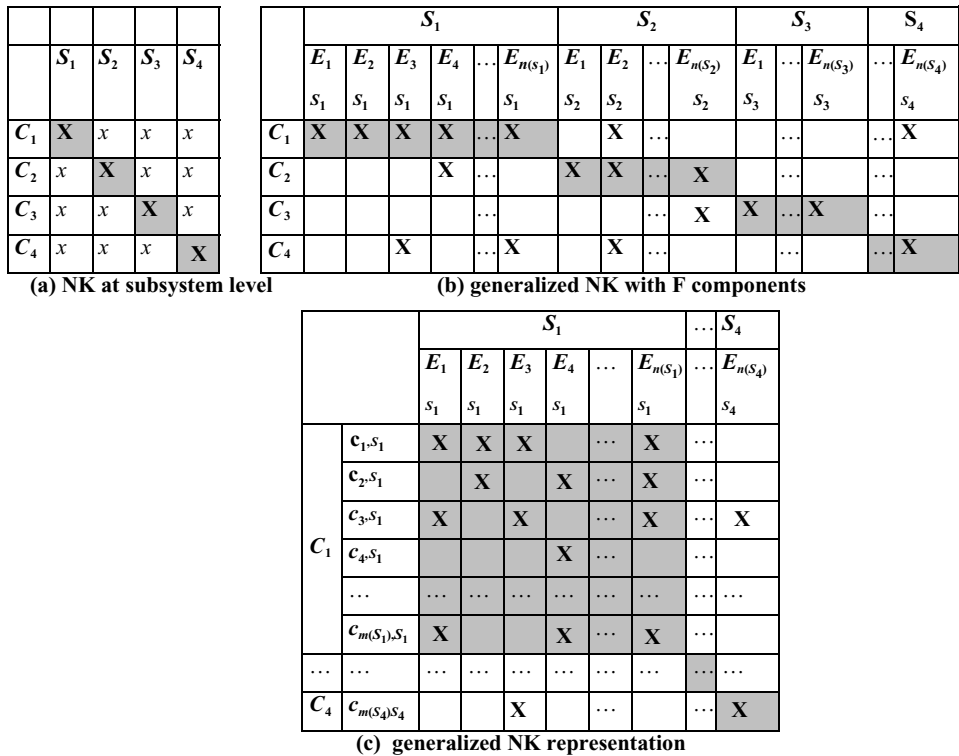 S1 S2 S3 S4
C1 X x x x
C2 x X x x
C3 x x X x
C4 x x x X
(a) NK at subsystem level
S1 S2 S3 S4
E1 E2 E3 E4 … En(s1) E1 E2 … En(S2) E1 … En(S3) … En(S4)
s1 s1 s1 s1 s1 s2 s2 s2 s3 s3 s4
C1 X X X X … X X … … … X
C2 X … X X … X … …
C3 … … X X … X …
C4 X … X X … … … X
(b) generalized NK with F components
S1 … S4
E1 E2 E3 E4 … En(S1) … En(S4)
s1 s1 s1 s1 s1 s4
c1,s1 X X X … X …
c2,s1 X X … X …
c3,s1 X X … X … X
C1 c4,s1 X … …
… … … … … … … … …
cm(S1),S1 X X … X …
… … … … …  … … … … …
C4 cm(S4)S4 X … … X
(c) generalized NK representation